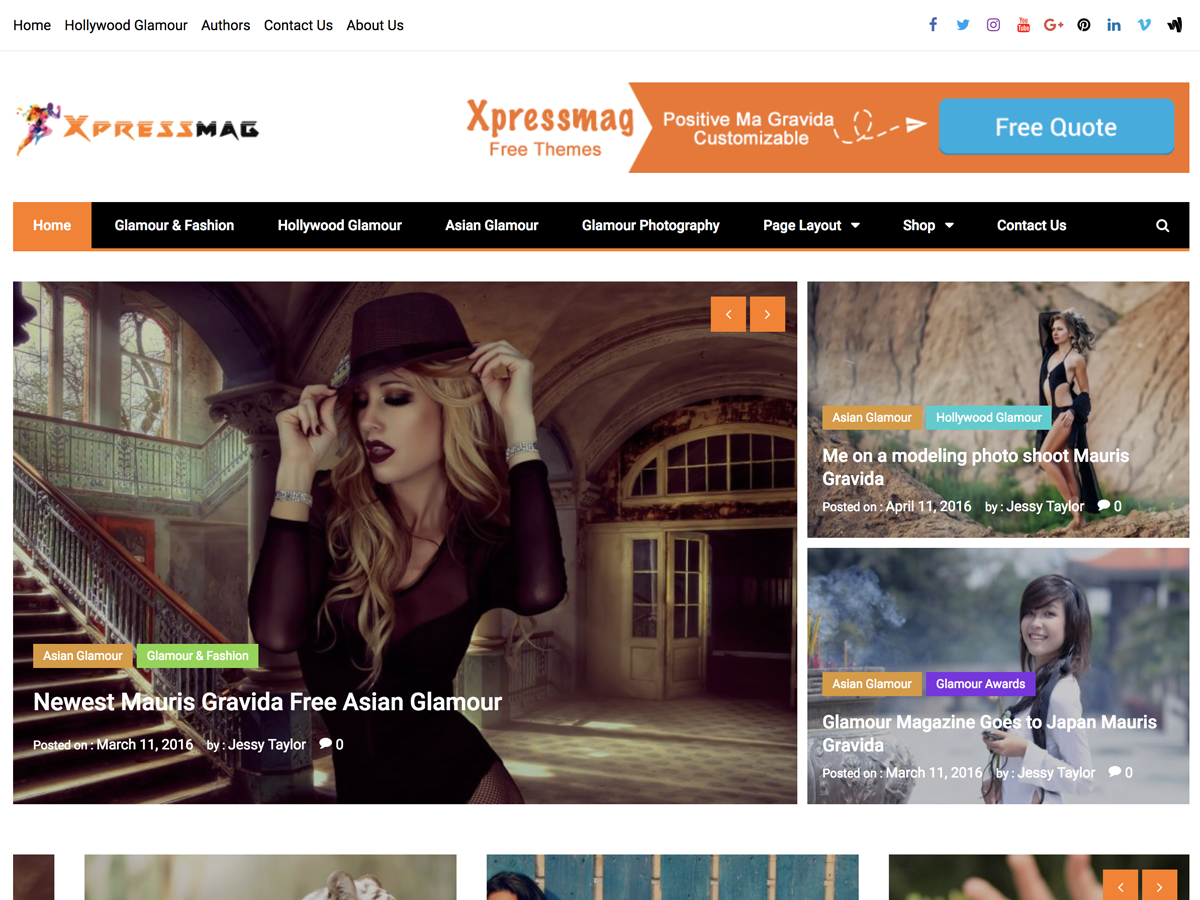 Home Hollywood Glamour Authors Contact Us About Us
You Tube G+ in
XPRESSMAG
Xpressmag
Free Themes
Positive Ma Gravida
Customizable
Free Quote
Home Glamour & Fashion Hollywood Glamour Asian Glamour Glamour Photography Page Layout Shop Contact Us
Asian Glamour Glamour & Fashion
Newest Mauris Gravida Free Asian Glamour
Posted on : March 11, 2016 by : Jessy Taylor 0
Asian Glamour Hollywood Glamour
Me on a modeling photo shoot Mauris
Gravida
Posted on : April 11, 2016 by : Jessy Taylor 0
Asian Glamour Glamour Awards
Glamour Magazine Goes to Japan Mauris
Gravida
Posted on : March 11, 2016 by : Jessy Taylor 0